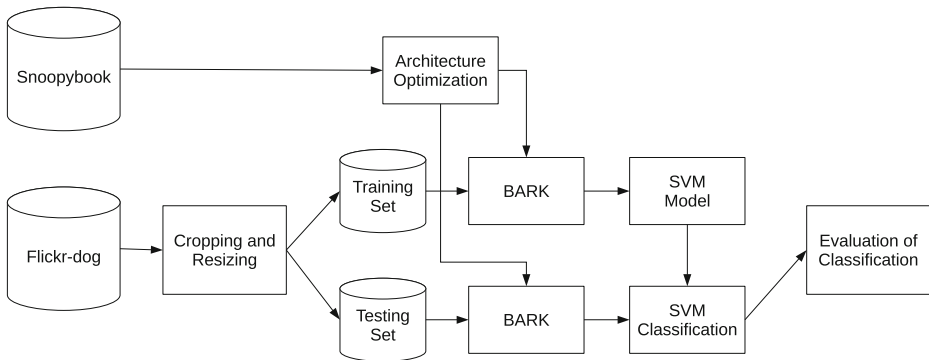 Snoopybook
Architecture
Optimization
Training
Set
BARK
SVM
Model
Flickr-dog
Cropping and
Resizing
Evaluation of
Classification
Testing
Set
BARK
SVM
Classification